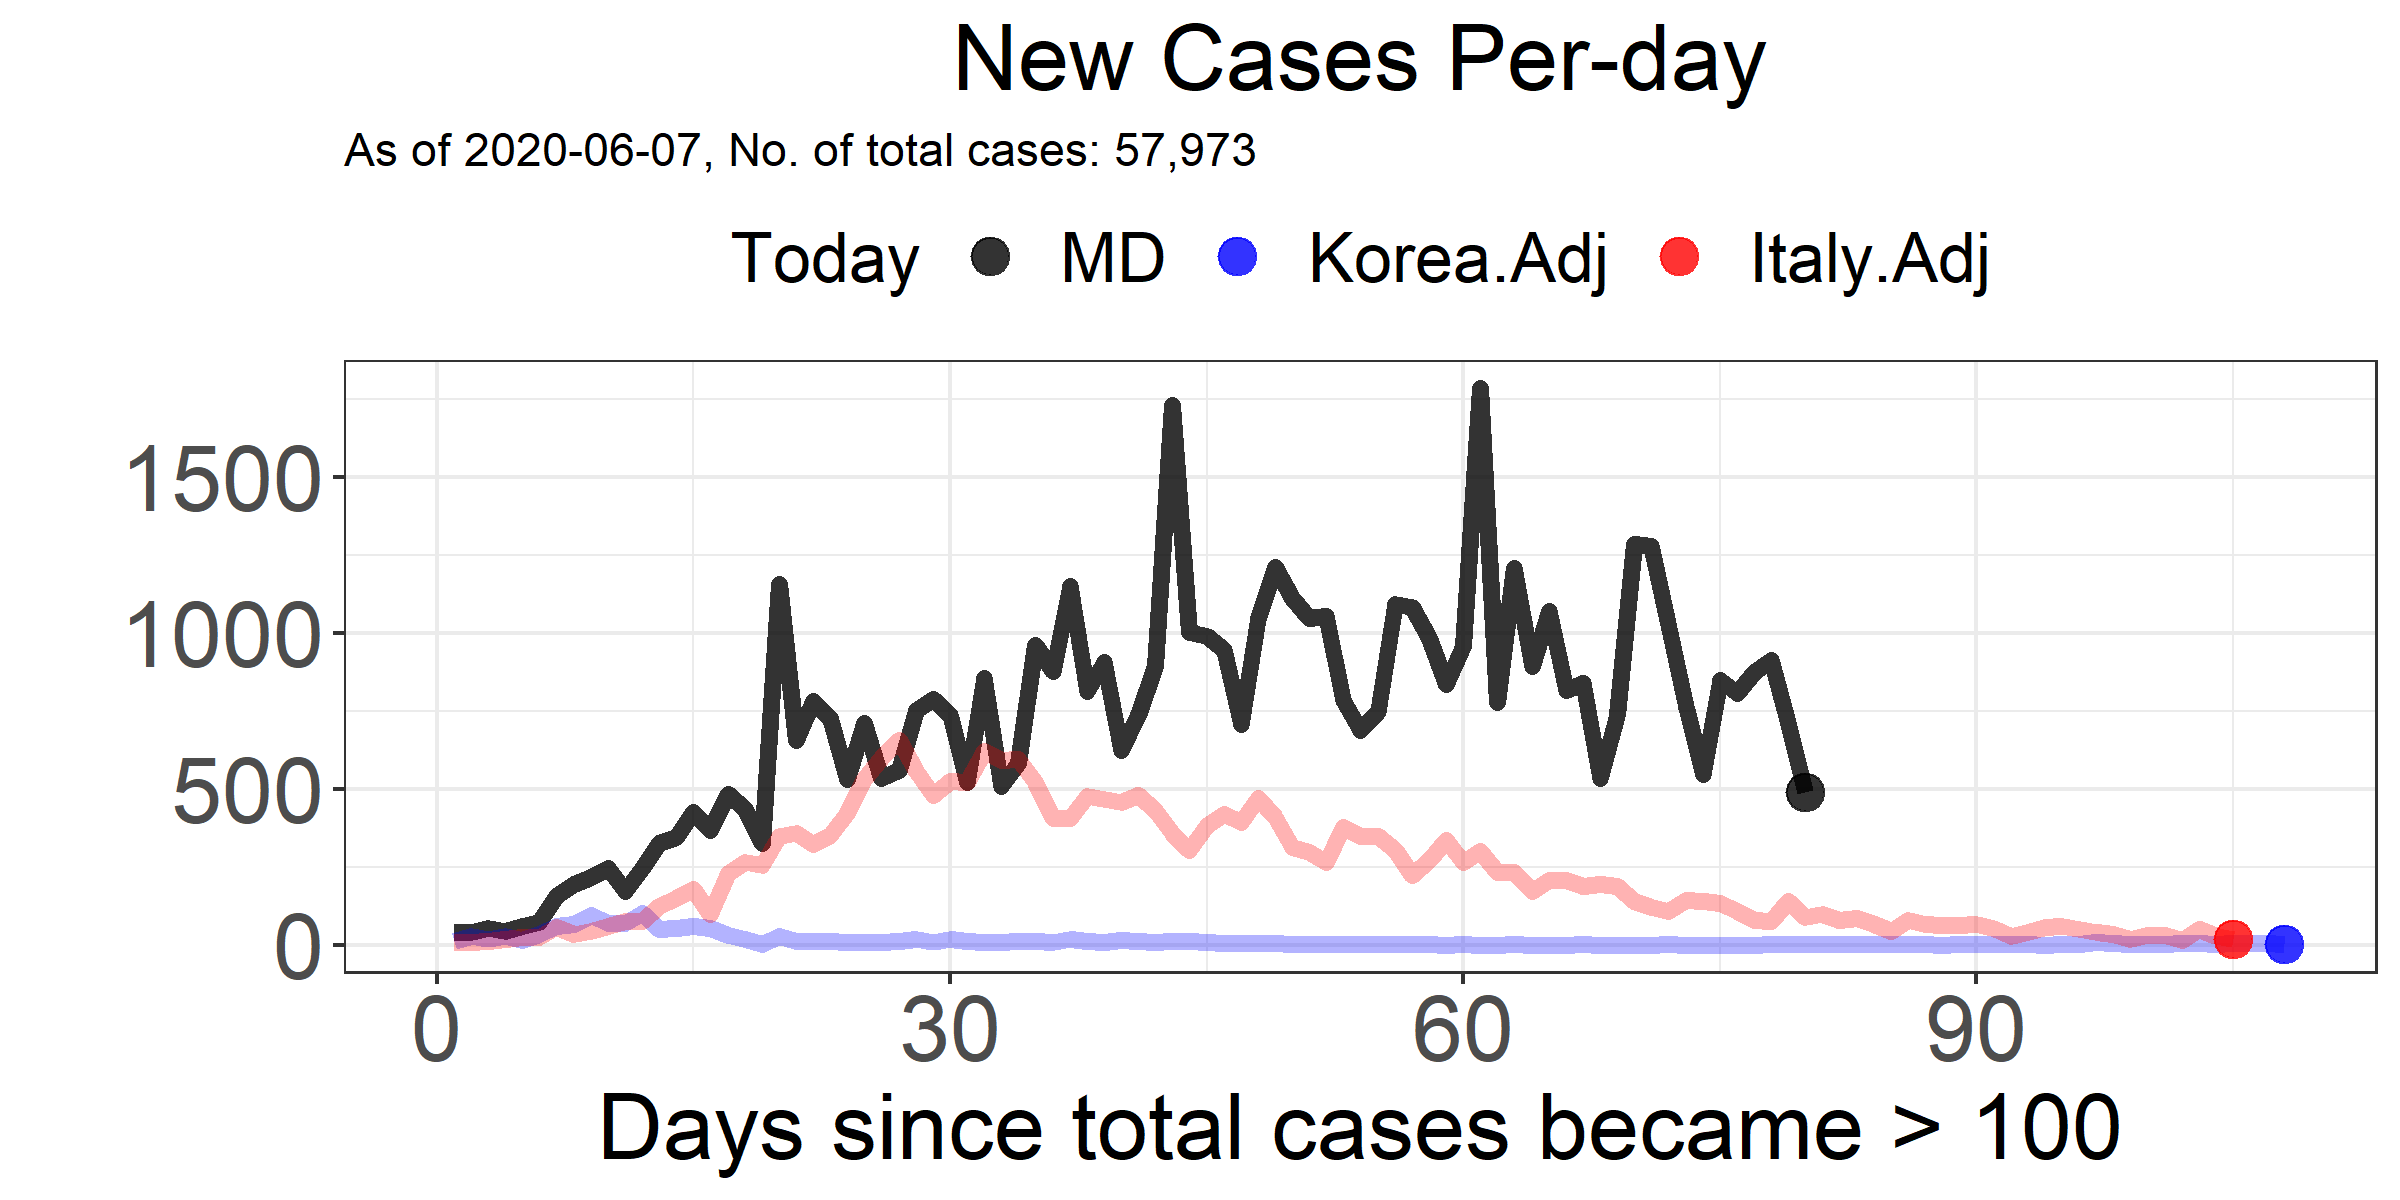 New Cases Per-day
As of 2020-06-07, No. of total cases: 57,973
Today MD Korea.Adj Italy.Adj
1500
1000
500
0
0 30 60 90
Days since total cases became > 100